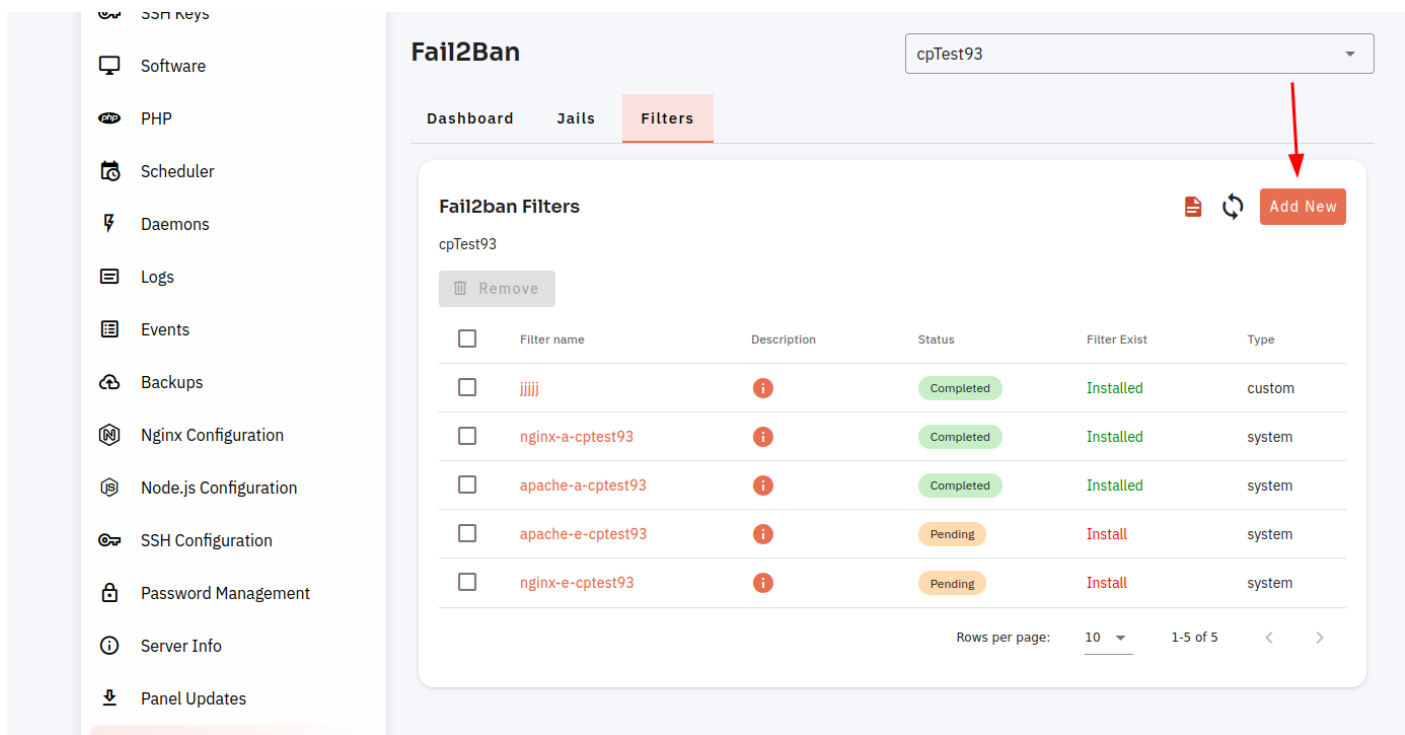 SSH Keys
Software
PHP
Scheduler
Daemons
Logs
Events
Backups
Nginx Configuration
Node.js Configuration
SSH Configuration
Password Management
Server Info
Panel Updates
Fail2Ban
cpTest93
Dashboard Jails Filters
Fail2ban Filters
Add New
cpTest93
Remove
Filter name Description Status Filter Exist Type
jjjjj Completed Installed custom
nginx-a-cptest93 Completed Installed system
apache-a-cptest93 Completed Installed system
apache-e-cptest93 Pending Install system
nginx-e-cptest93 Pending Install system
Rows per page: 10 1-5 of 5